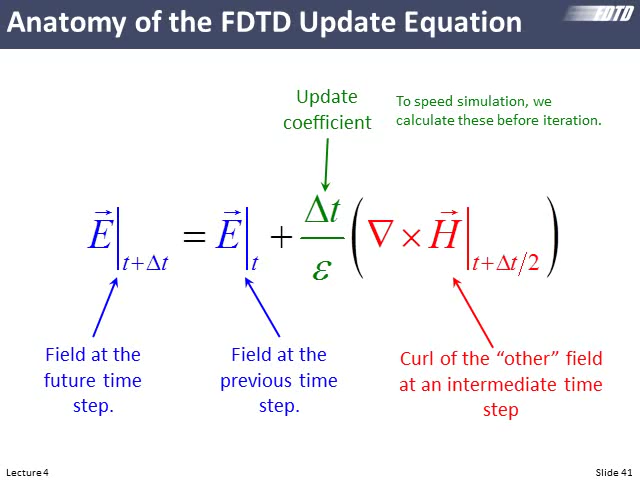 Anatomy of the FDTD Update Equation
FDTD
Update
coefficient
To speed simulation, we
calculate these before iteration.
E⃗|t+Δt = E⃗|t + Δt/ε (∇ × H⃗|t+Δt/2)
Field at the
future time
step.
Field at the
previous time
step.
Curl of the “other” field
at an intermediate time
step
Lecture 4
Slide 41